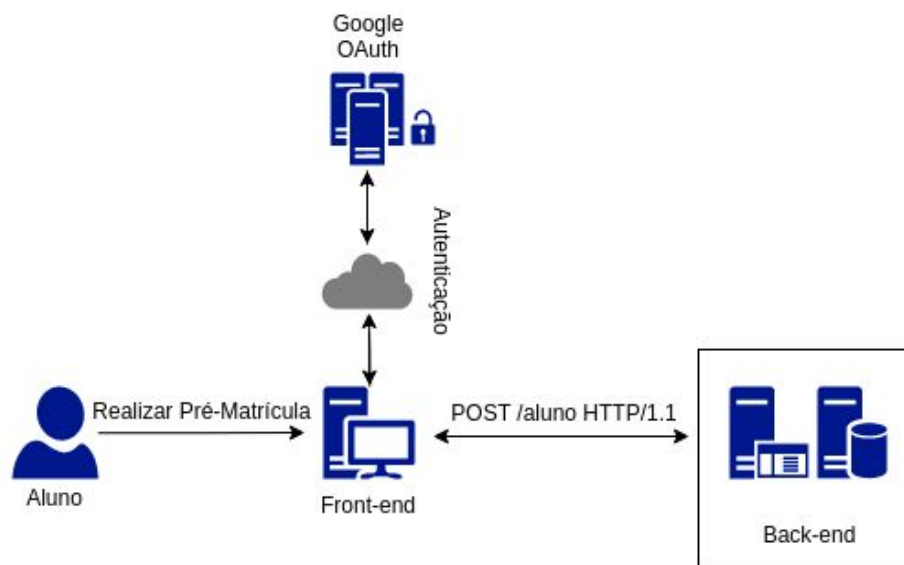 Google
OAuth
Autenticação
Realizar Pré-Matrícula
POST /aluno HTTP/1.1
Aluno
Front-end
Back-end